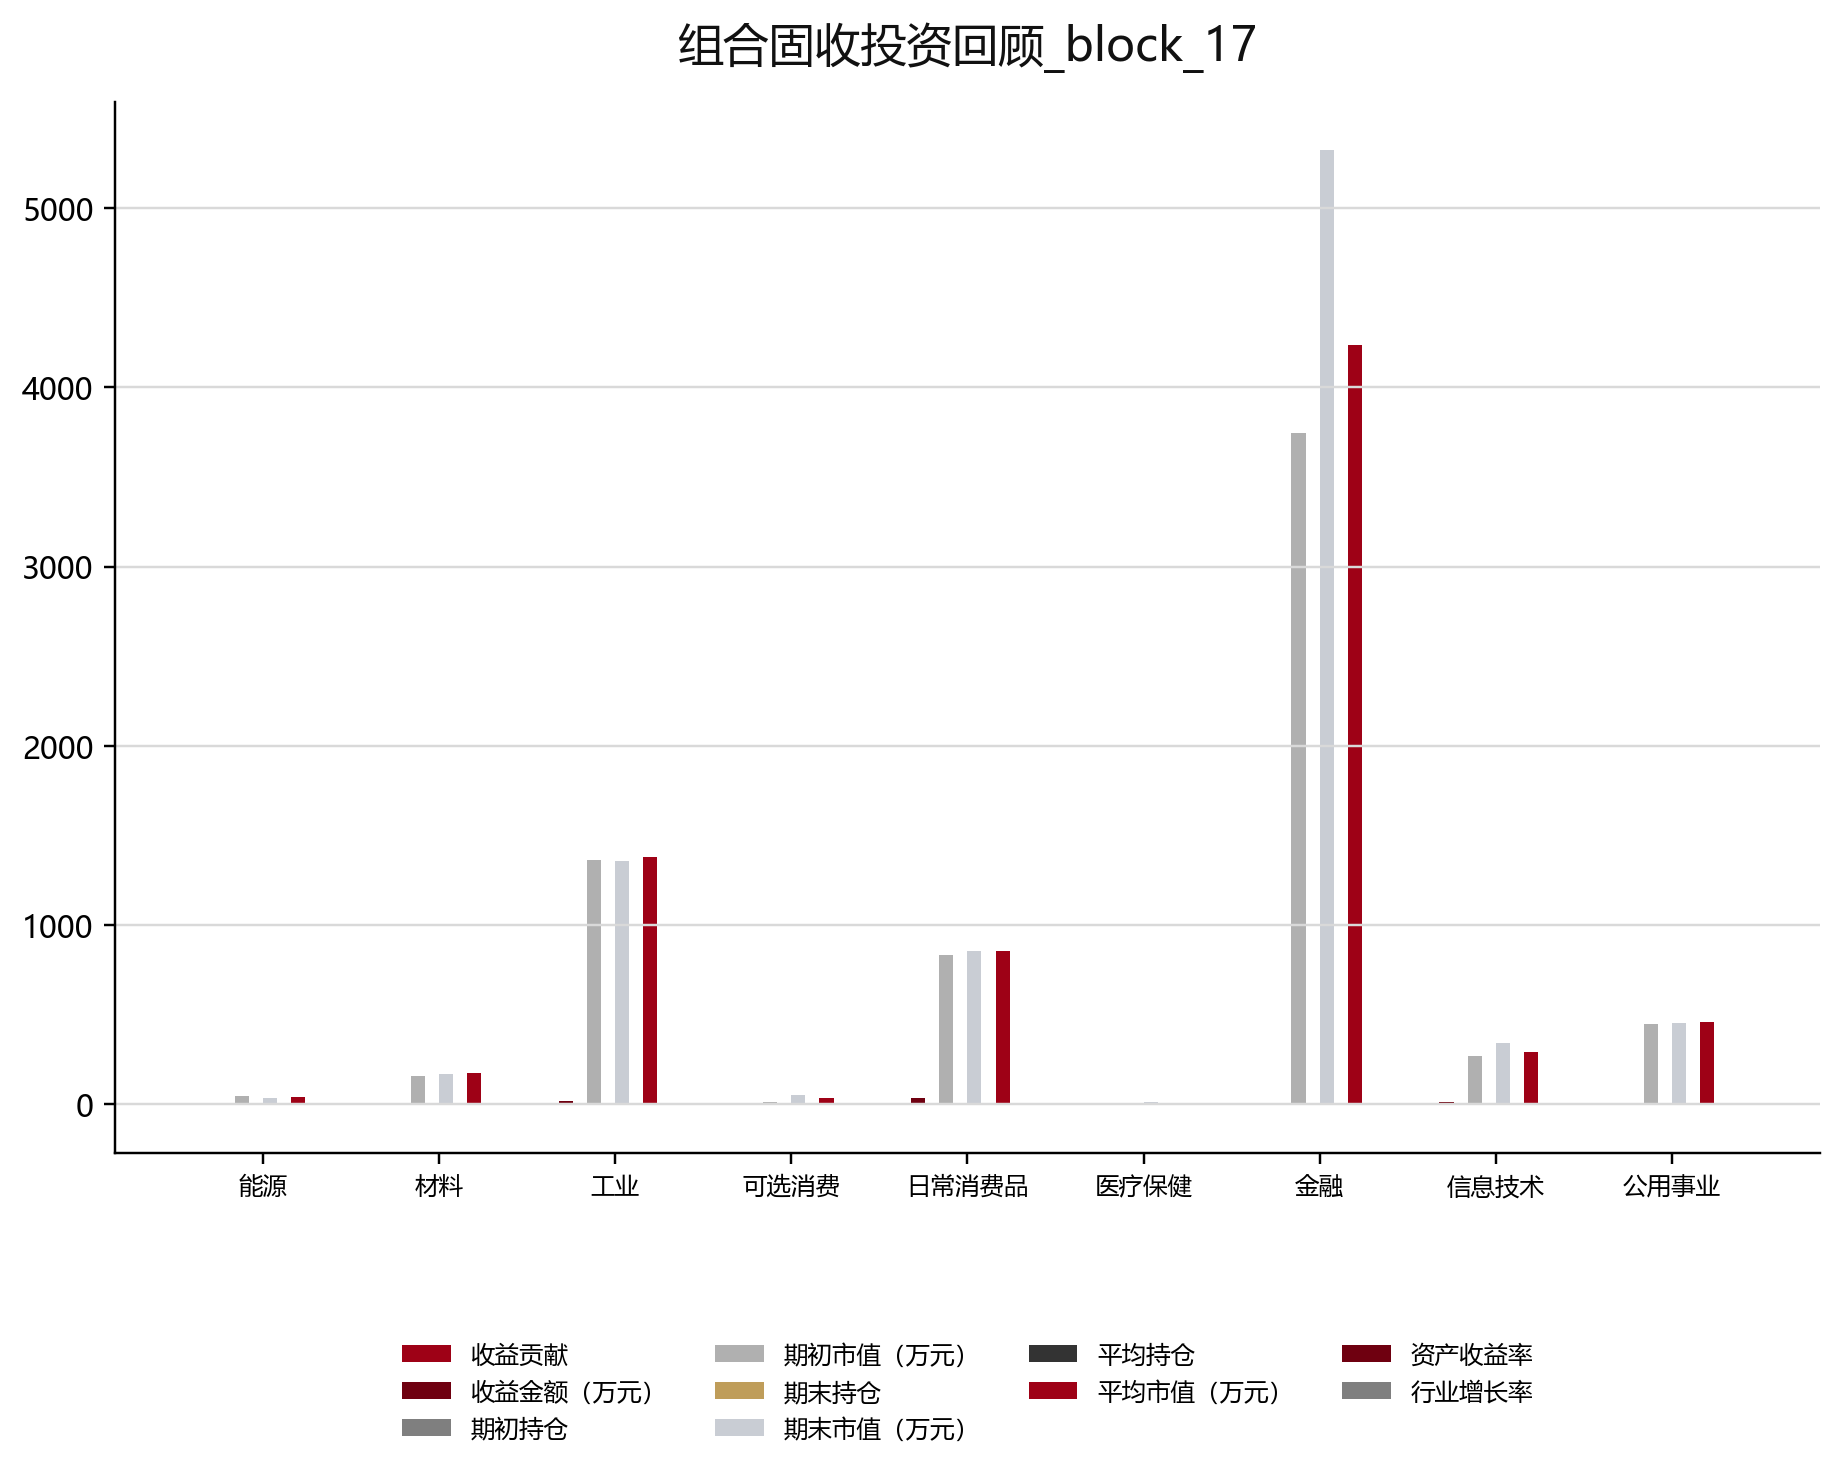 组合固收投资回顾_block_17
5000
4000
3000
2000
1000
0
能源 材料 工业 可选消费 日常消费品 医疗保健 金融 信息技术 公用事业
收益贡献 期初市值（万元） 平均持仓 资产收益率
收益金额（万元） 期末持仓 平均市值（万元） 行业增长率
期初持仓 期末市值（万元）